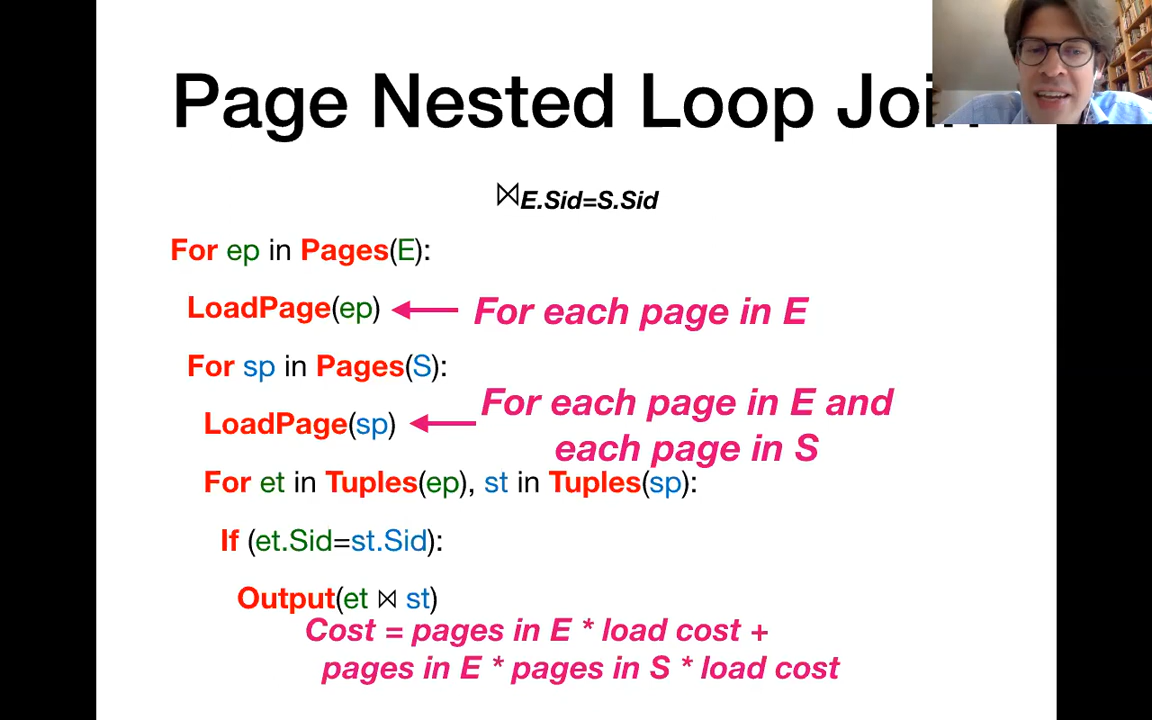 Page Nested Loop Join
⋈E.Sid=S.Sid
For ep in Pages(E):
LoadPage(ep)
For each page in E
For sp in Pages(S):
LoadPage(sp)
For each page in E and
each page in S
For et in Tuples(ep), st in Tuples(sp):
If (et.Sid=st.Sid):
Output(et ⋈ st)
Cost = pages in E * load cost +
pages in E * pages in S * load cost